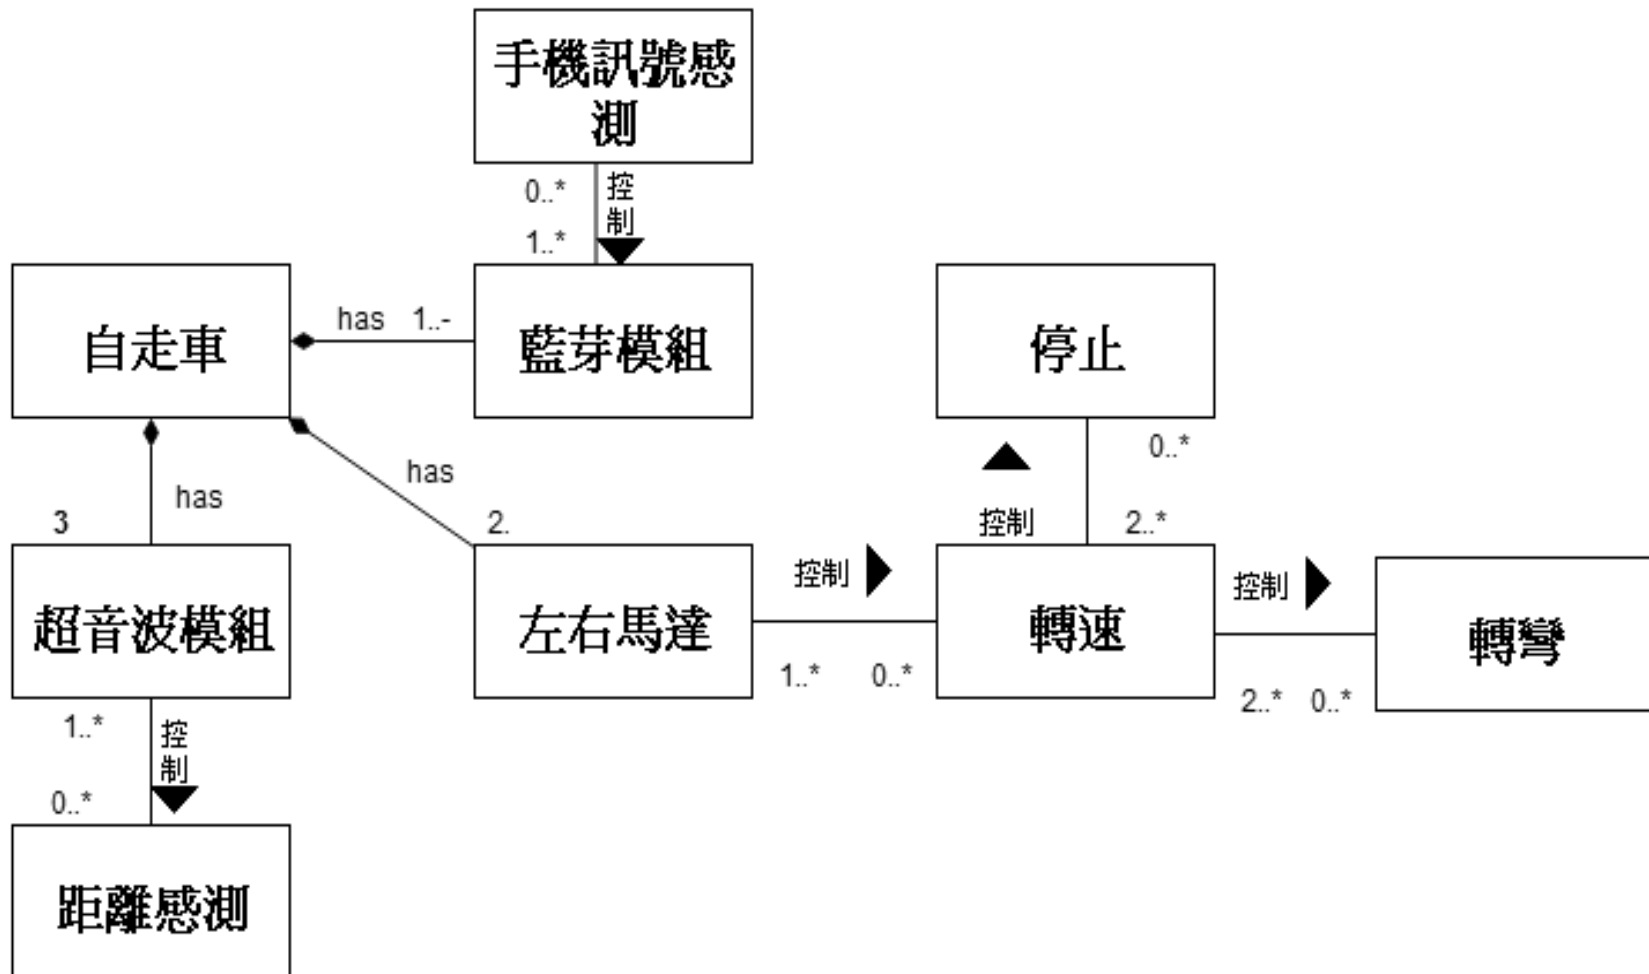 手機訊號感
測
0..*
控
制
1..*
自走車
has
1..-
藍芽模組
停止
0..*
has
has
控制
3
2.
2..*
控制
控制
超音波模組
左右馬達
轉速
轉彎
1..*
0..*
2..*
0..*
1..*
控
制
0..*
距離感測